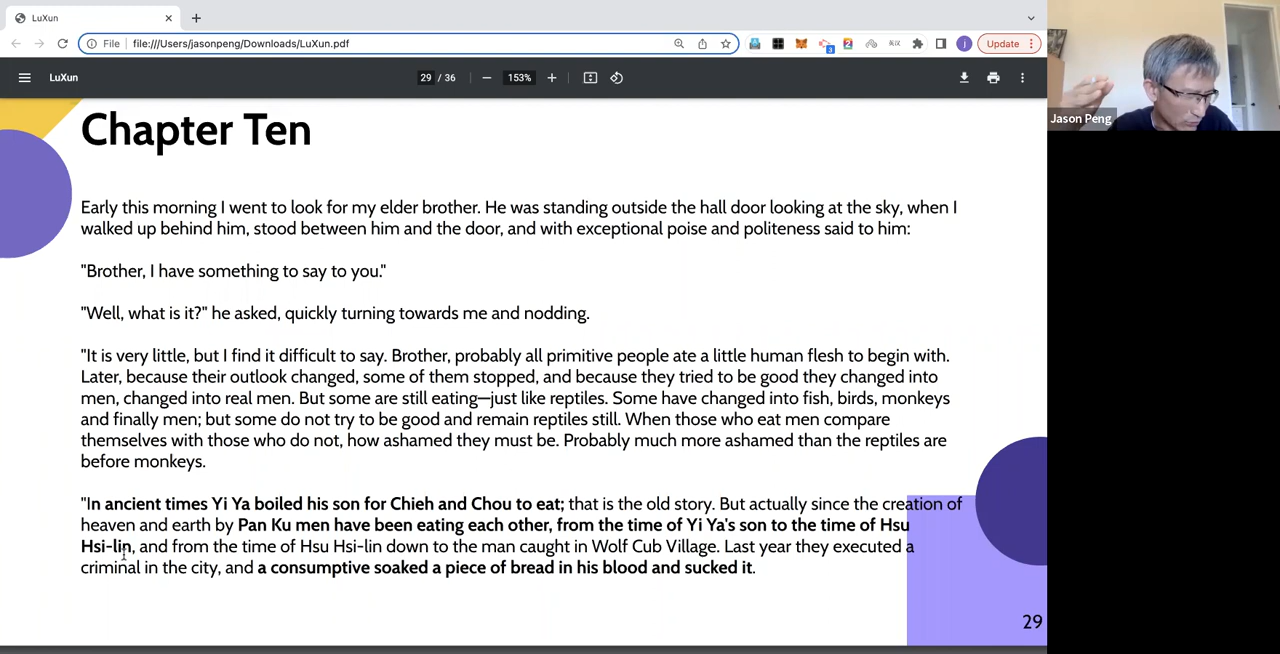 LuXun
File
file:///Users/jasonpeng/Downloads/LuXun.pdf
3
2
j
Update
LuXun
29 / 36
153%
Jason Peng
Chapter Ten
Early this morning I went to look for my elder brother. He was standing outside the hall door looking at the sky, when I
walked up behind him, stood between him and the door, and with exceptional poise and politeness said to him:
"Brother, I have something to say to you."
"Well, what is it?" he asked, quickly turning towards me and nodding.
"It is very little, but I find it difficult to say. Brother, probably all primitive people ate a little human flesh to begin with.
Later, because their outlook changed, some of them stopped, and because they tried to be good they changed into
men, changed into real men. But some are still eating—just like reptiles. Some have changed into fish, birds, monkeys
and finally men; but some do not try to be good and remain reptiles still. When those who eat men compare
themselves with those who do not, how ashamed they must be. Probably much more ashamed than the reptiles are
before monkeys.
"In ancient times Yi Ya boiled his son for Chieh and Chou to eat; that is the old story. But actually since the creation of
heaven and earth by Pan Ku men have been eating each other, from the time of Yi Ya's son to the time of Hsu
Hsi-lin, and from the time of Hsu Hsi-lin down to the man caught in Wolf Cub Village. Last year they executed a
criminal in the city, and a consumptive soaked a piece of bread in his blood and sucked it.
29